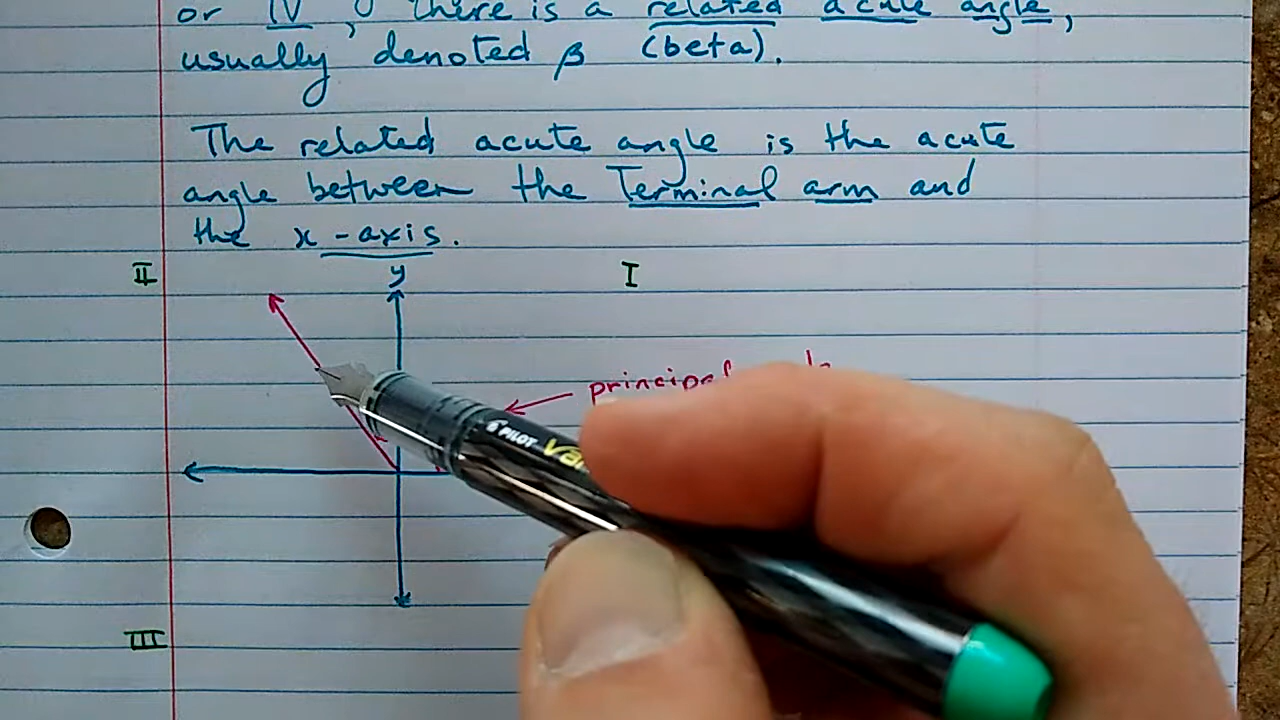 or IV, there is a related acute angle,
usually denoted β (beta).
The related acute angle is the acute
angle between the Terminal arm and
the x-axis.
II
y
I
principal
PILOT
III